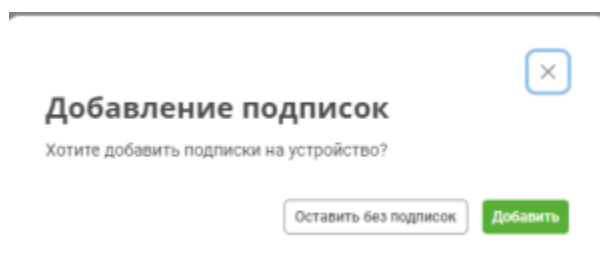 Добавление подписок
Хотите добавить подписки на устройство?
Оставить без подписок Добавить